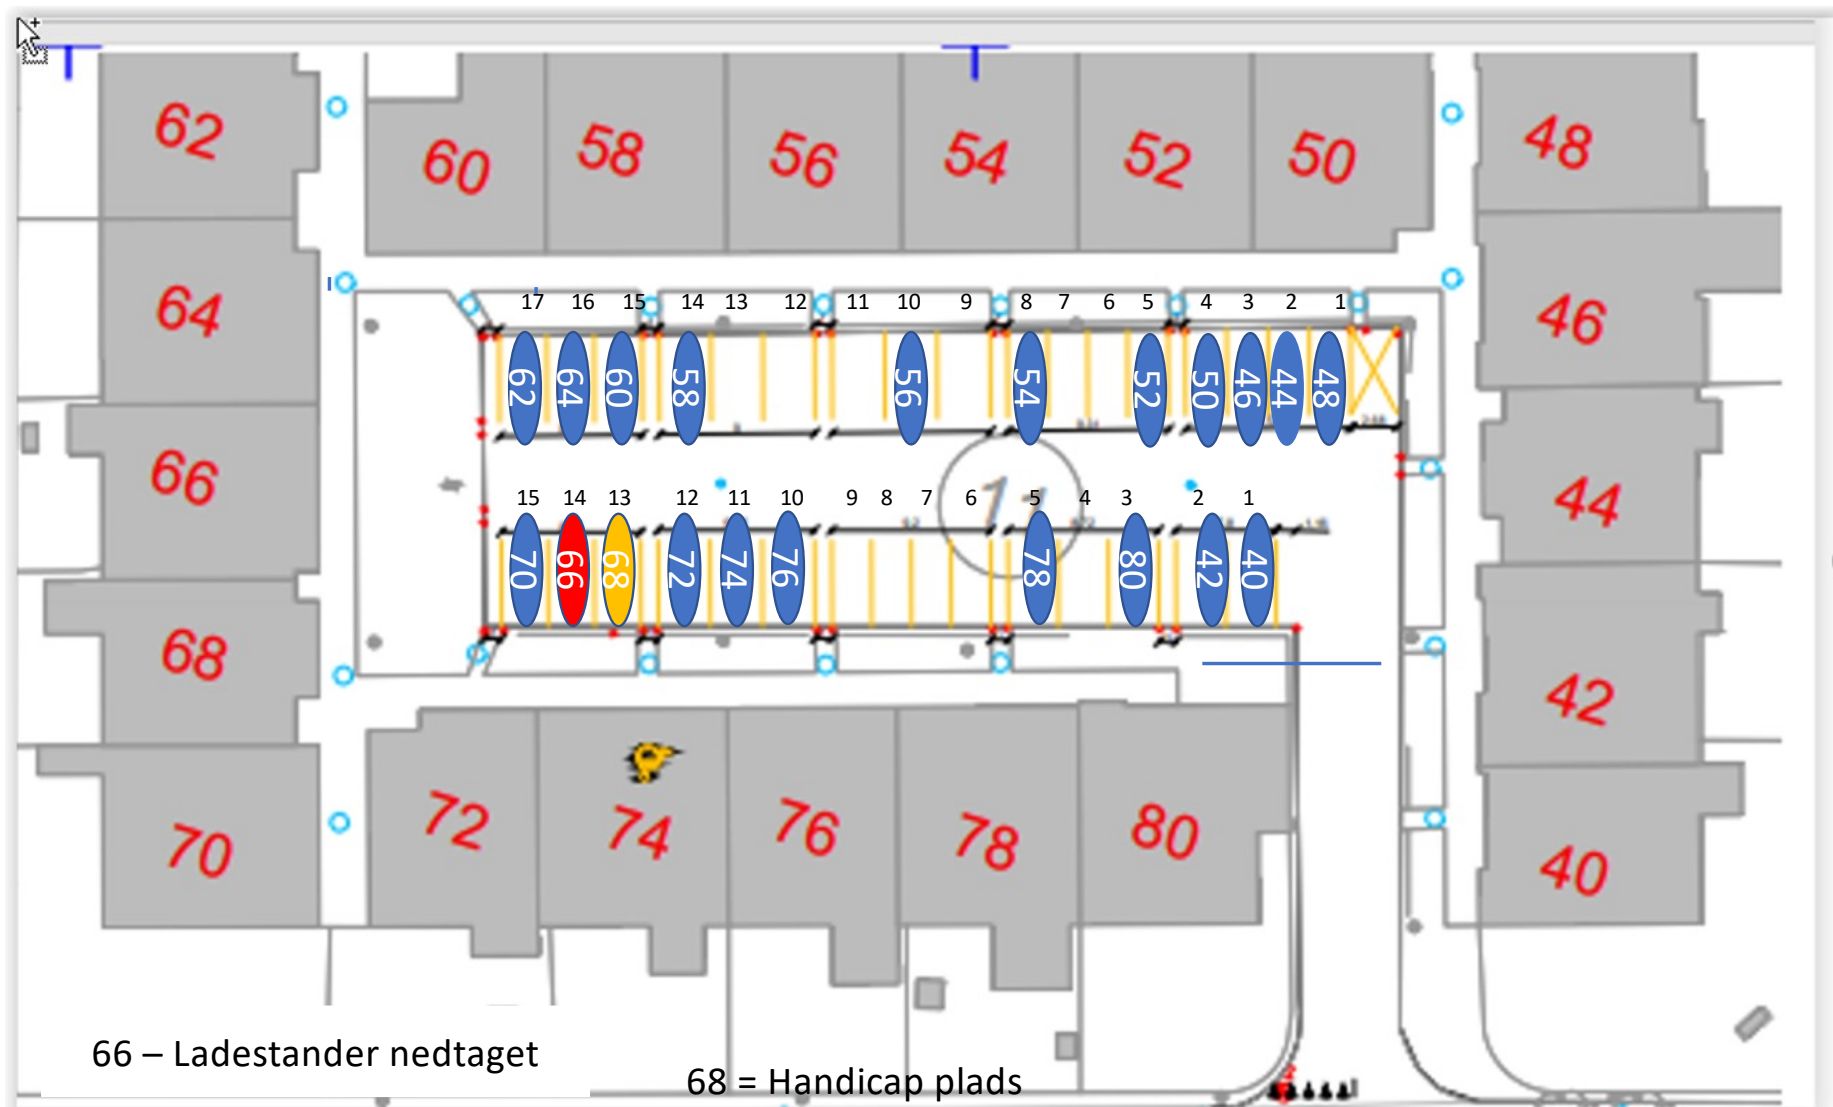 62 60 58 56 54 52 50 48
64 46
17 16 15 14 13 12 11 10 9 8 7 6 5 4 3 2 1
62 64 60 58 56 54 52 50 46 44 48
66 44
11
15 14 13 12 11 10 9 8 7 6 5 4 3 2 1
70 66 68 72 74 76 78 80 42 40
68 42
70 72 74 76 78 80 40
66 – Ladestander nedtaget
68 = Handicap plads